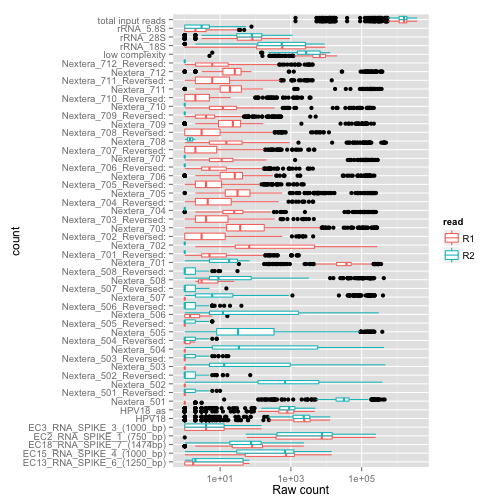 total input reads
rRNA_5.8S
rRNA_28S
rRNA_18S
low complexity
Nextera_712_Reversed:
Nextera_712
Nextera_711_Reversed:
Nextera_711
Nextera_710_Reversed:
Nextera_710
Nextera_709_Reversed:
Nextera_709
Nextera_708_Reversed:
Nextera_708
Nextera_707_Reversed:
Nextera_707
Nextera_706_Reversed:
Nextera_706
Nextera_705_Reversed:
Nextera_705
Nextera_704_Reversed:
Nextera_704
Nextera_703_Reversed:
Nextera_703
Nextera_702_Reversed:
Nextera_702
Nextera_701_Reversed:
Nextera_701
Nextera_508_Reversed:
Nextera_508
Nextera_507_Reversed:
Nextera_507
Nextera_506_Reversed:
Nextera_506
Nextera_505_Reversed:
Nextera_505
Nextera_504_Reversed:
Nextera_504
Nextera_503_Reversed:
Nextera_503
Nextera_502_Reversed:
Nextera_502
Nextera_501_Reversed:
Nextera_501
HPV18_as
HPV18
EC3_RNA_SPIKE_3_(1000_bp)
EC2_RNA_SPIKE_1_(750_bp)
EC18_RNA_SPIKE_7_(1474bp)
EC15_RNA_SPIKE_4_(1000_bp)
EC13_RNA_SPIKE_6_(1250_bp)
count
1e+01 1e+03 1e+05
Raw count
read
R1
R2